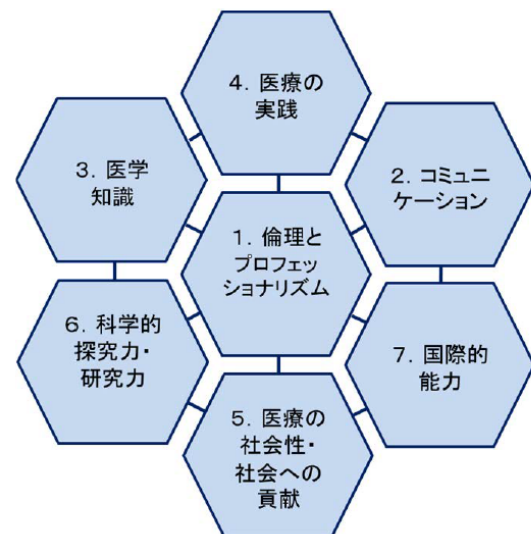 4. 医療の
実践
3. 医学
知識
2. コミュニ
ケーション
1. 倫理と
プロフェッ
ショナリズム
6. 科学的
探究力・
研究力
7. 国際的
能力
5. 医療の
社会性・
社会への
貢献